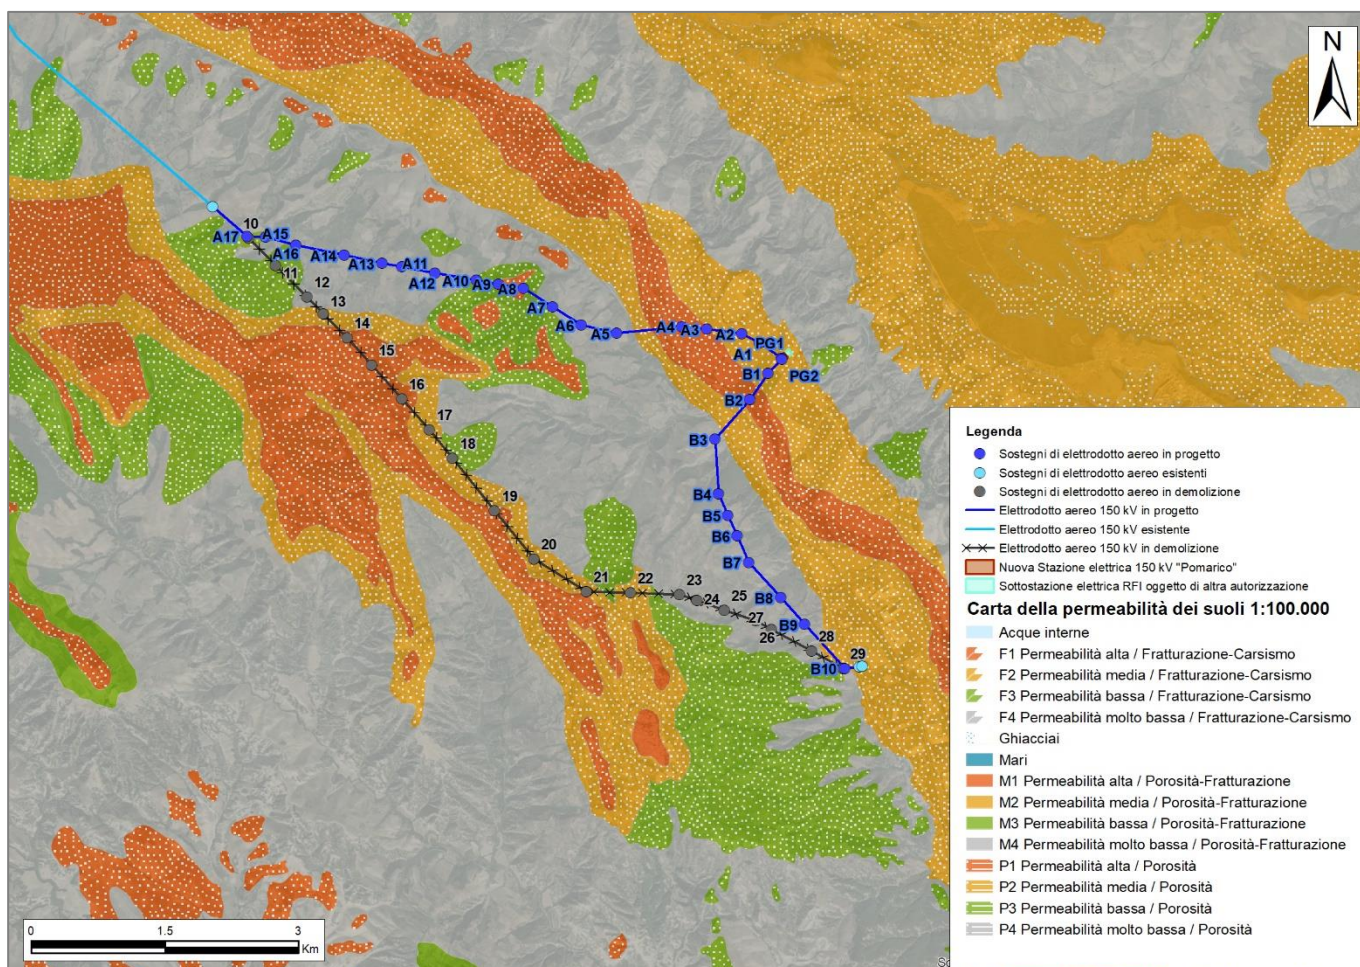 N
10
A17
A15
A16
A14
A13
A11
A12
A10
A9
A8
A7
A6
A5
A4
A3
A2
A1
PG1
PG2
B1
B2
B3
B4
B5
B6
B7
B8
B9
B10
11
12
13
14
15
16
17
18
19
20
21
22
23
24
25
27
26
28
29
Legenda
Sostegni di elettrodotto aereo in progetto
Sostegni di elettrodotto aereo esistenti
Sostegni di elettrodotto aereo in demolizione
Elettrodotto aereo 150 kV in progetto
Elettrodotto aereo 150 kV esistente
Elettrodotto aereo 150 kV in demolizione
Nuova Stazione elettrica 150 kV "Pomarico"
Sottostazione elettrica RFI oggetto di altra autorizzazione
Carta della permeabilità dei suoli 1:100.000
Acque interne
F1 Permeabilità alta / Fratturazione-Carsismo
F2 Permeabilità media / Fratturazione-Carsismo
F3 Permeabilità bassa / Fratturazione-Carsismo
F4 Permeabilità molto bassa / Fratturazione-Carsismo
Ghiacciai
Mari
M1 Permeabilità alta / Porosità-Fratturazione
M2 Permeabilità media / Porosità-Fratturazione
M3 Permeabilità bassa / Porosità-Fratturazione
M4 Permeabilità molto bassa / Porosità-Fratturazione
P1 Permeabilità alta / Porosità
P2 Permeabilità media / Porosità
P3 Permeabilità bassa / Porosità
P4 Permeabilità molto bassa / Porosità
0 1.5 3
Km